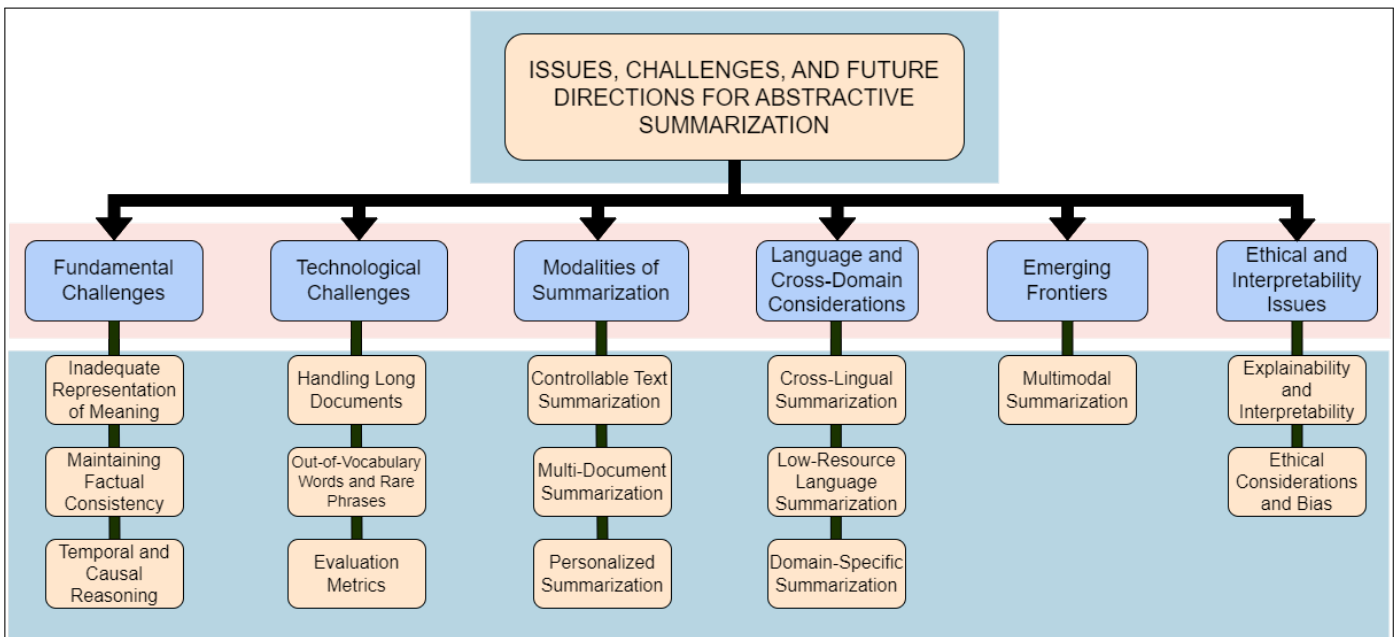 ISSUES, CHALLENGES, AND FUTURE
DIRECTIONS FOR ABSTRACTIVE
SUMMARIZATION
Fundamental
Challenges
Technological
Challenges
Modalities of
Summarization
Language and
Cross-Domain
Considerations
Emerging
Frontiers
Ethical and
Interpretability
Issues
Inadequate
Representation
of Meaning
Maintaining
Factual
Consistency
Temporal and
Causal
Reasoning
Handling Long
Documents
Out-of-Vocabulary
Words and Rare
Phrases
Evaluation
Metrics
Controllable Text
Summarization
Multi-Document
Summarization
Personalized
Summarization
Cross-Lingual
Summarization
Low-Resource
Language
Summarization
Domain-Specific
Summarization
Multimodal
Summarization
Explainability
and
Interpretability
Ethical
Considerations
and Bias